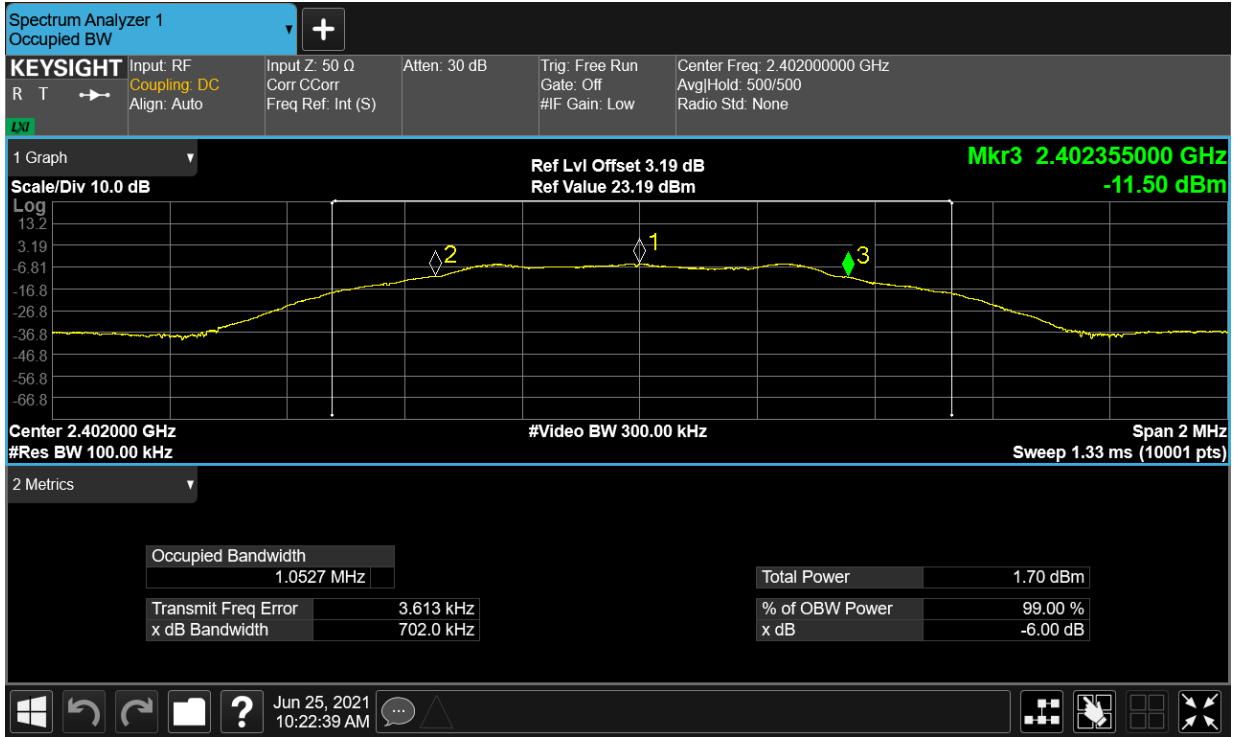 Spectrum Analyzer 1
Occupied BW
KEYSIGHT
R T
LXI
Input: RF
Coupling: DC
Align: Auto
Input Z: 50 Ω
Corr CCorr
Freq Ref: Int (S)
Atten: 30 dB
Trig: Free Run
Gate: Off
#IF Gain: Low
Center Freq: 2.402000000 GHz
Avg|Hold: 500/500
Radio Std: None
1 Graph
Scale/Div 10.0 dB
Ref Lvl Offset 3.19 dB
Ref Value 23.19 dBm
Mkr3 2.402355000 GHz
-11.50 dBm
Log
13.2
3.19
-6.81
-16.8
-26.8
-36.8
-46.8
-56.8
-66.8
2
1
3
Center 2.402000 GHz
#Video BW 300.00 kHz
Span 2 MHz
#Res BW 100.00 kHz
Sweep 1.33 ms (10001 pts)
2 Metrics
Occupied Bandwidth
1.0527 MHz
Transmit Freq Error 3.613 kHz
x dB Bandwidth 702.0 kHz
Total Power 1.70 dBm
% of OBW Power 99.00 %
x dB -6.00 dB
?
Jun 25, 2021
10:22:39 AM